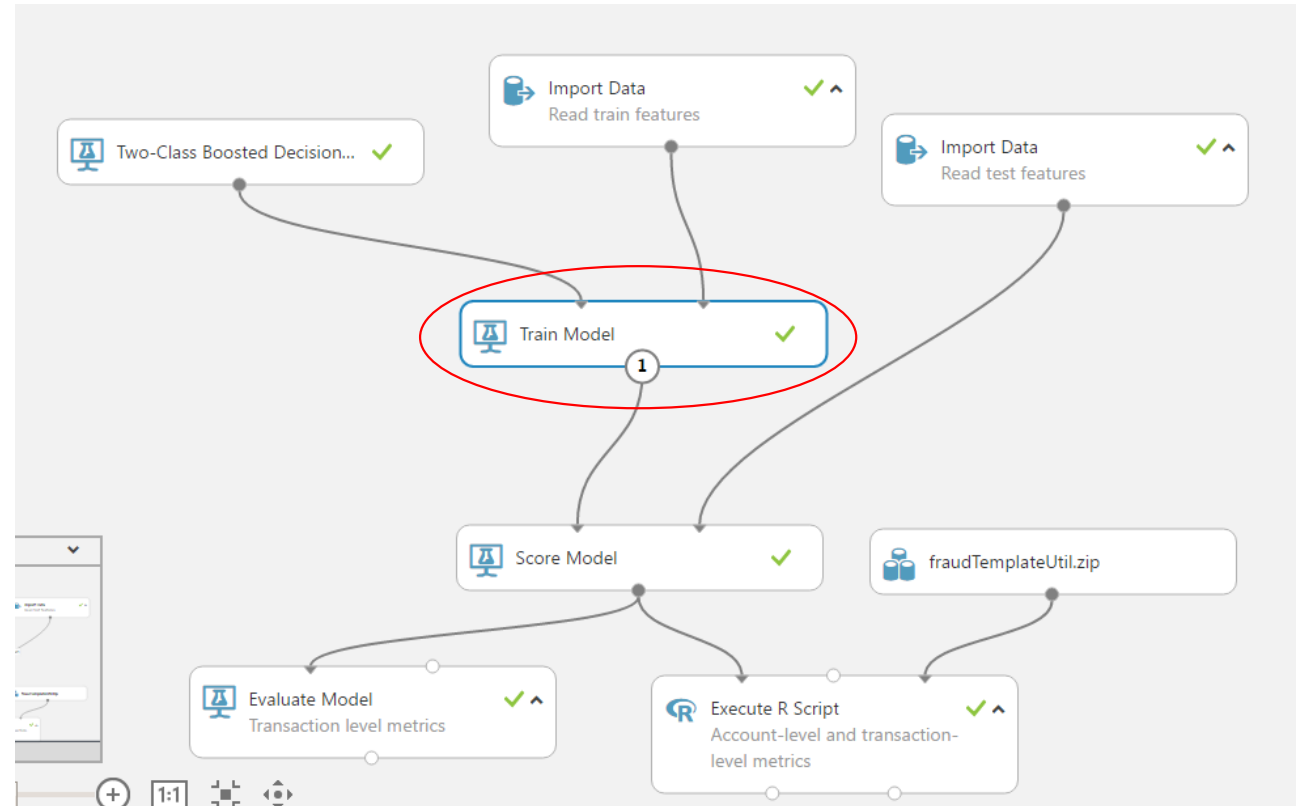 Import Data
Read train features
Two-Class Boosted Decision...
Import Data
Read test features
Train Model
1
Score Model
fraudTemplateUtil.zip
Evaluate Model
Transaction level metrics
Execute R Script
Account-level and transaction-
level metrics
1:1